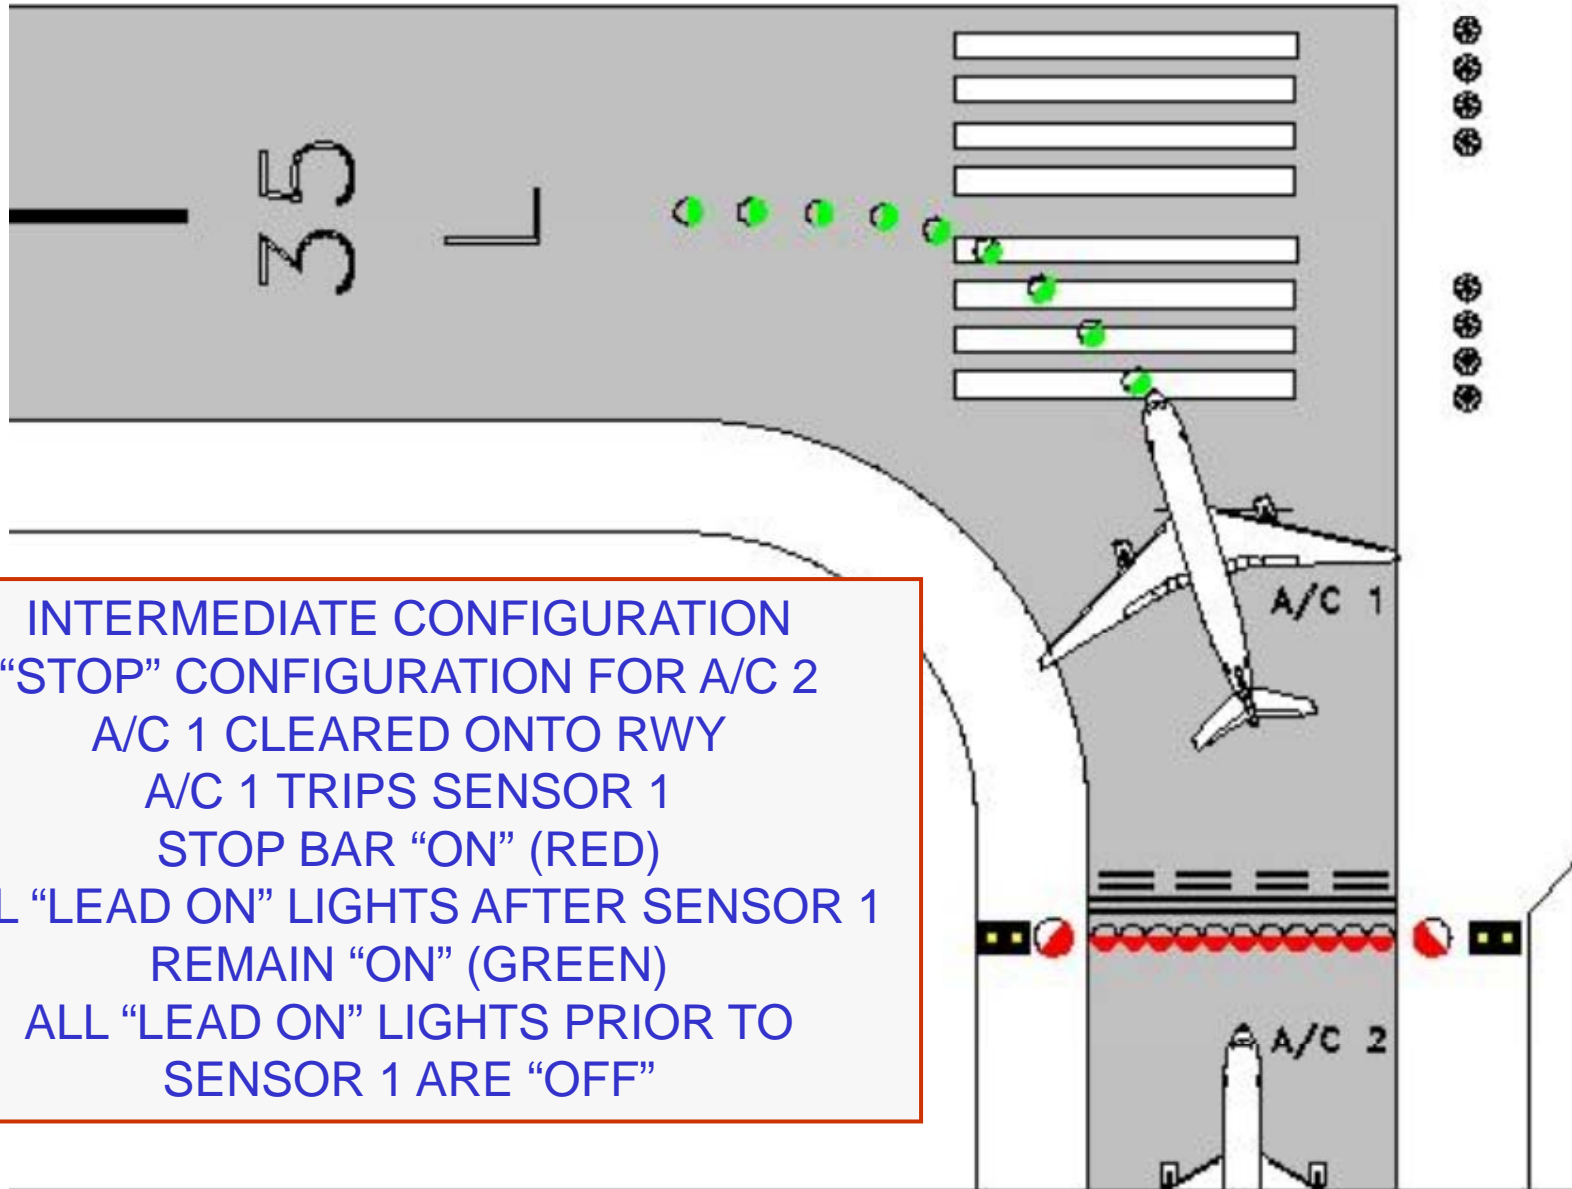 35
L
A/C 1
INTERMEDIATE CONFIGURATION
“STOP” CONFIGURATION FOR A/C 2
A/C 1 CLEARED ONTO RWY
A/C 1 TRIPS SENSOR 1
STOP BAR “ON” (RED)
L “LEAD ON” LIGHTS AFTER SENSOR 1
REMAIN “ON” (GREEN)
ALL “LEAD ON” LIGHTS PRIOR TO
SENSOR 1 ARE “OFF”
A/C 2